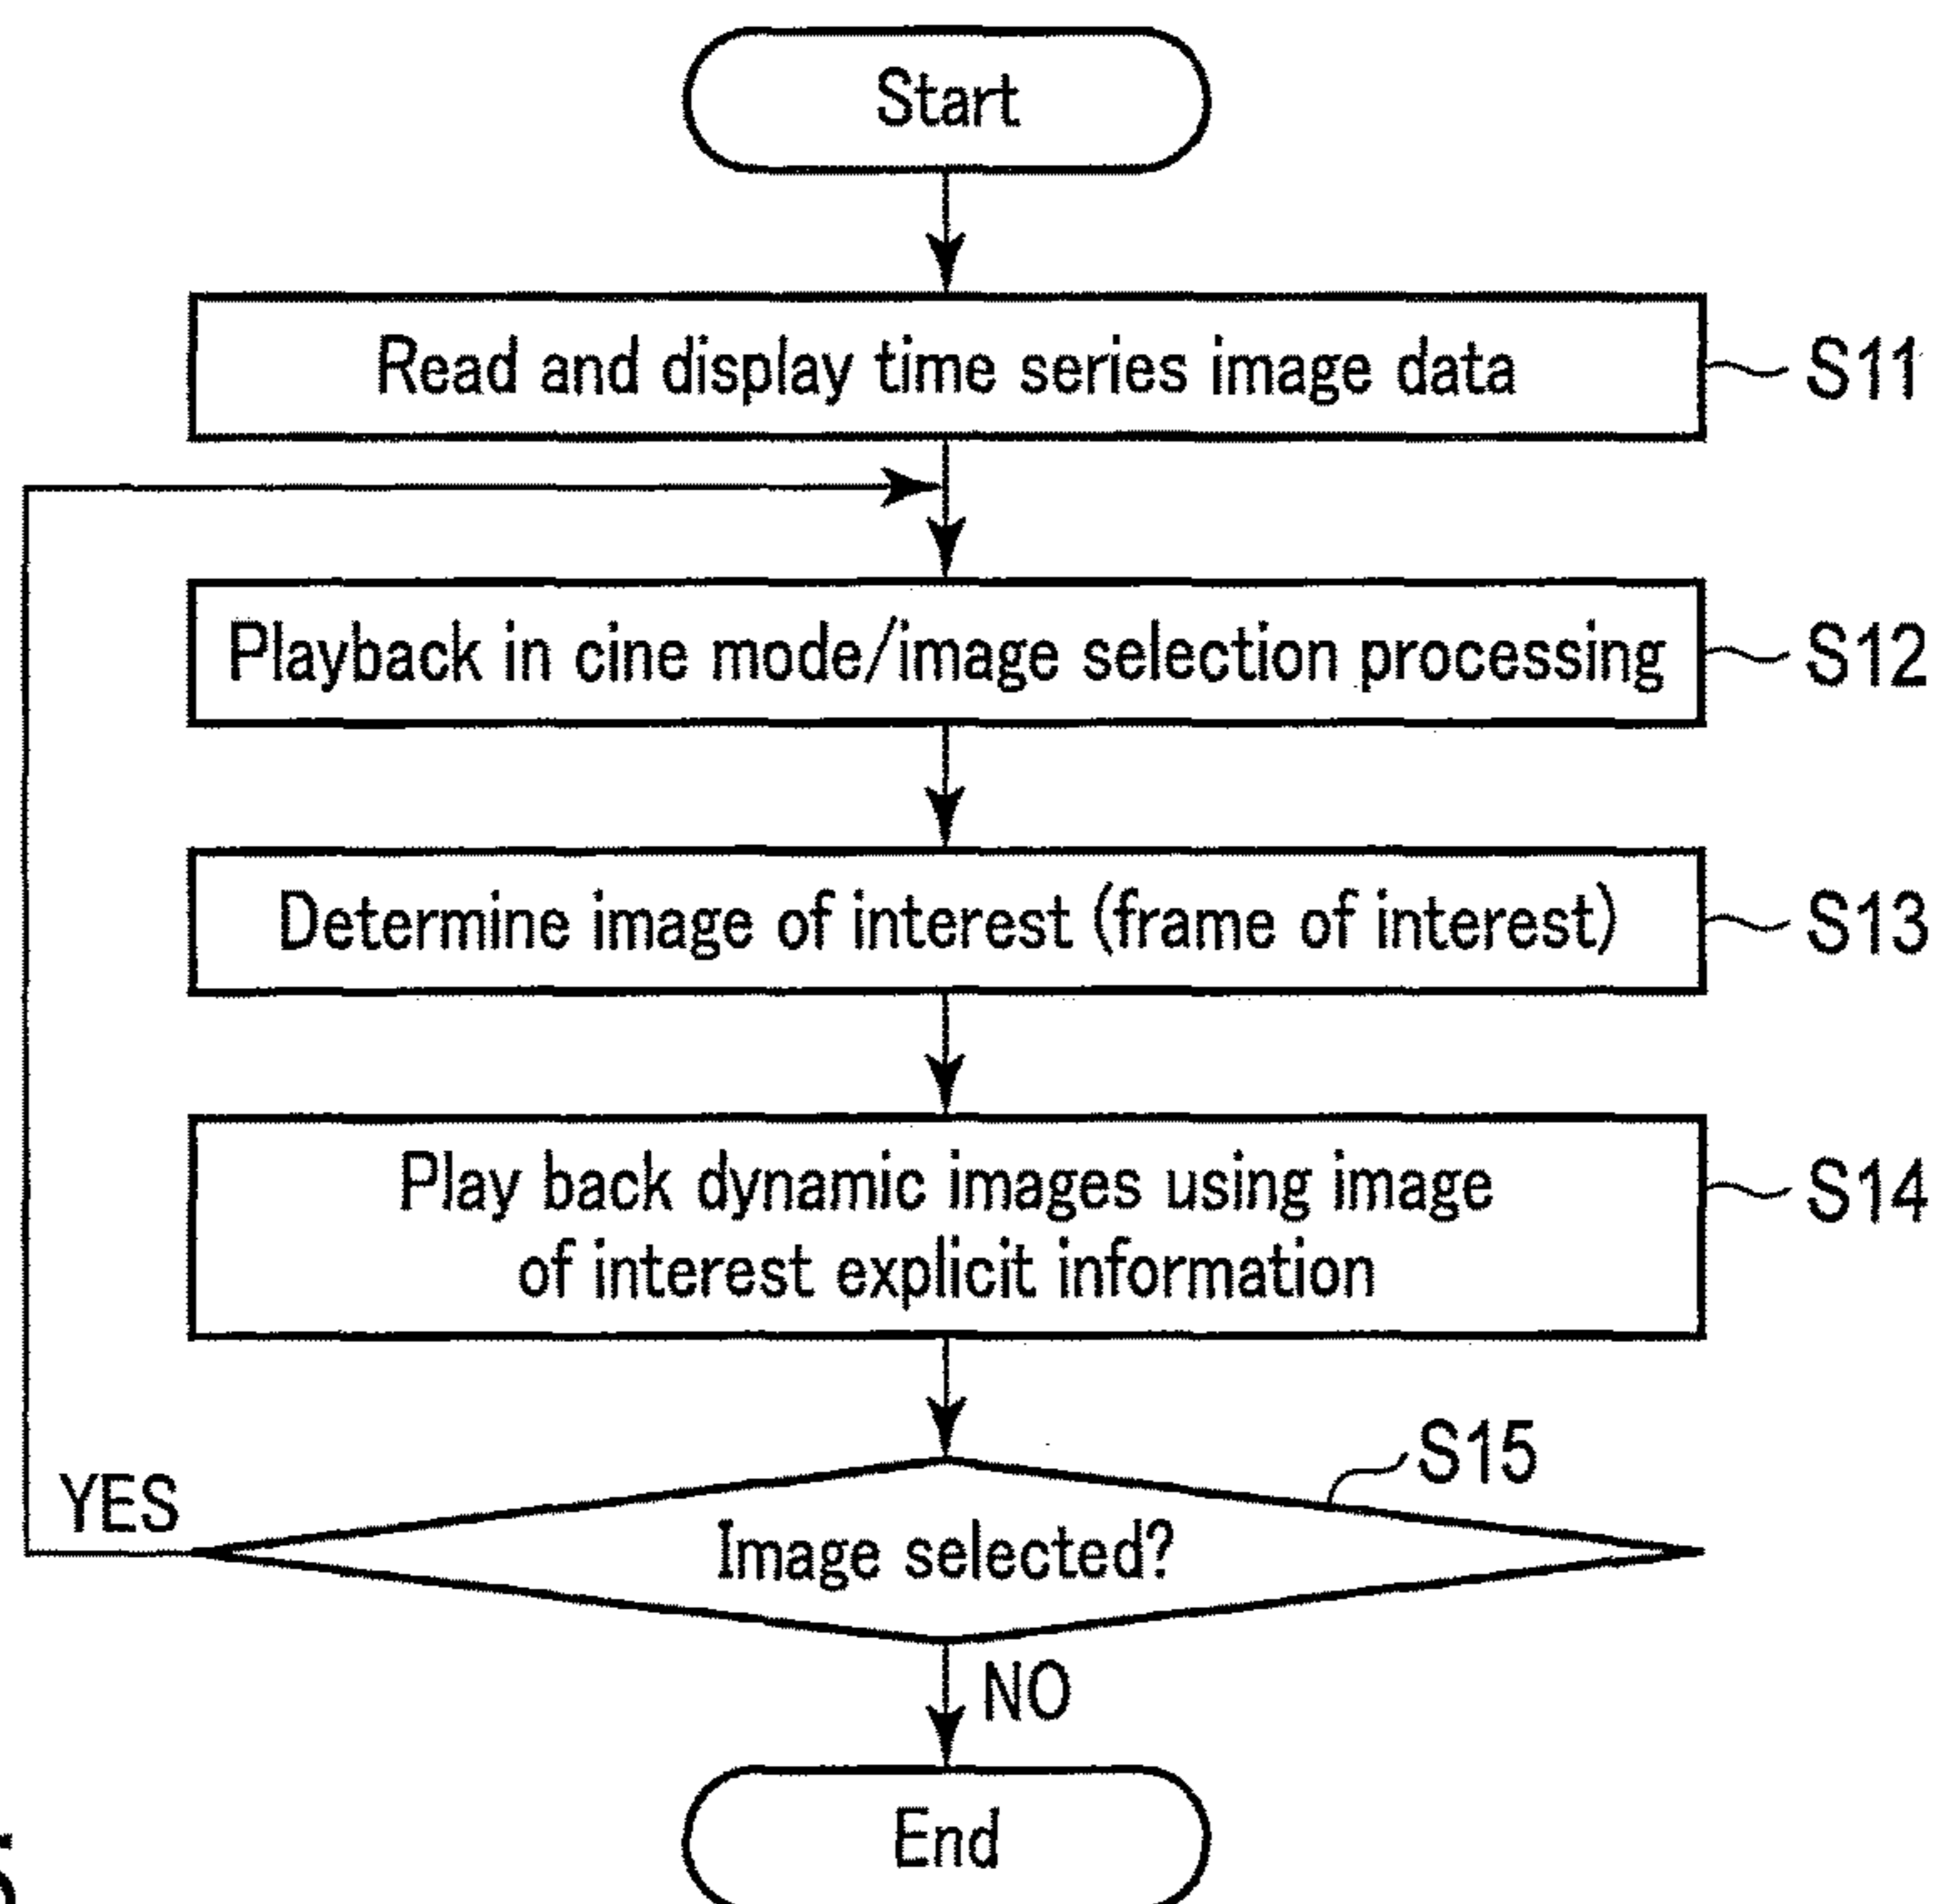 Start
Read and display time series image data
S11
Playback in cine mode/image selection processing
S12
Determine image of interest (frame of interest)
S13
Play back dynamic images using image
of interest explicit information
S14
S15
YES
Image selected?
NO
End